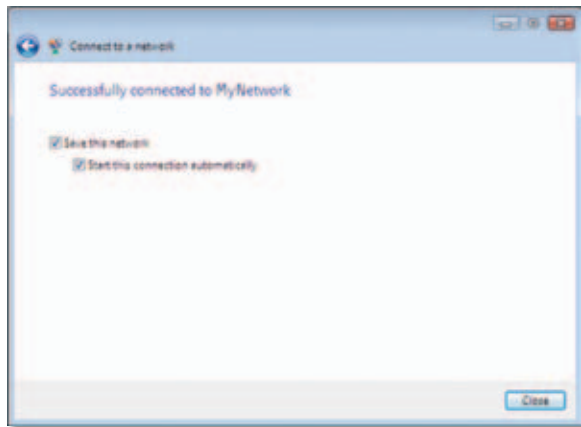 Connect to a network
Successfully connected to MyNetwork
Save this network
Start this connection automatically
Close